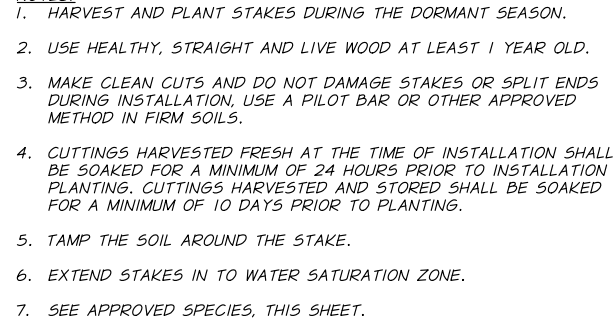 1. HARVEST AND PLANT STAKES DURING THE DORMANT SEASON.
2. USE HEALTHY, STRAIGHT AND LIVE WOOD AT LEAST 1 YEAR OLD.
3. MAKE CLEAN CUTS AND DO NOT DAMAGE STAKES OR SPLIT ENDS
DURING INSTALLATION, USE A PILOT BAR OR OTHER APPROVED
METHOD IN FIRM SOILS.
4. CUTTINGS HARVESTED FRESH AT THE TIME OF INSTALLATION SHALL
BE SOAKED FOR A MINIMUM OF 24 HOURS PRIOR TO INSTALLATION
PLANTING. CUTTINGS HARVESTED AND STORED SHALL BE SOAKED
FOR A MINIMUM OF 10 DAYS PRIOR TO PLANTING.
5. TAMP THE SOIL AROUND THE STAKE.
6. EXTEND STAKES IN TO WATER SATURATION ZONE.
7. SEE APPROVED SPECIES, THIS SHEET.